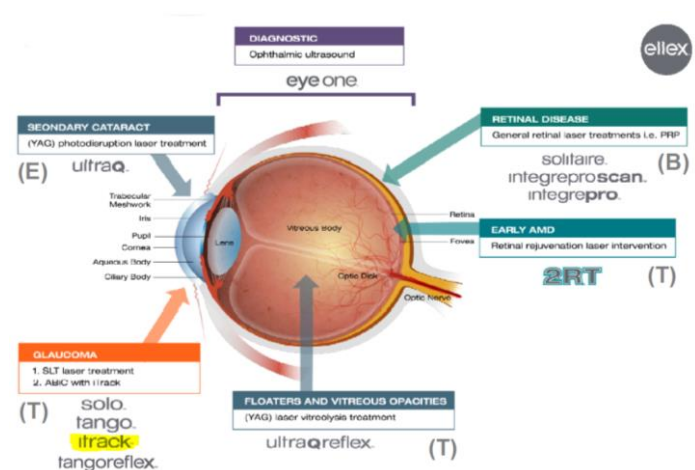 DIAGNOSTIC
Ophthalmic ultrasound
eye one
ellex
SEONDARY CATARACT
(YAG) photodisruption laser treatment
(E)
ultraQ.
RETINAL DISEASE
General retinal laser treatments i.e. PRP
solitaire.
(B)
integreproscan.
integrepro.
Trabecular
Meshwork
Iris
Pupil
Cornea
Aqueous Body
Ciliary Body
Lens
Vitreous Body
Optic Disk
Optic Nerve
Retina
Fovea
EARLY AMD
Retinal rejuvenation laser intervention
2RT
(T)
GLAUCOMA
1. SLT laser treatment
2. ABiC with iTrack
(T)
solo.
tango.
itrack.
tangoreflex.
FLOATERS AND VITREOUS OPACITIES
(YAG) laser vitreolysis treatment
ultraQreflex.
(T)